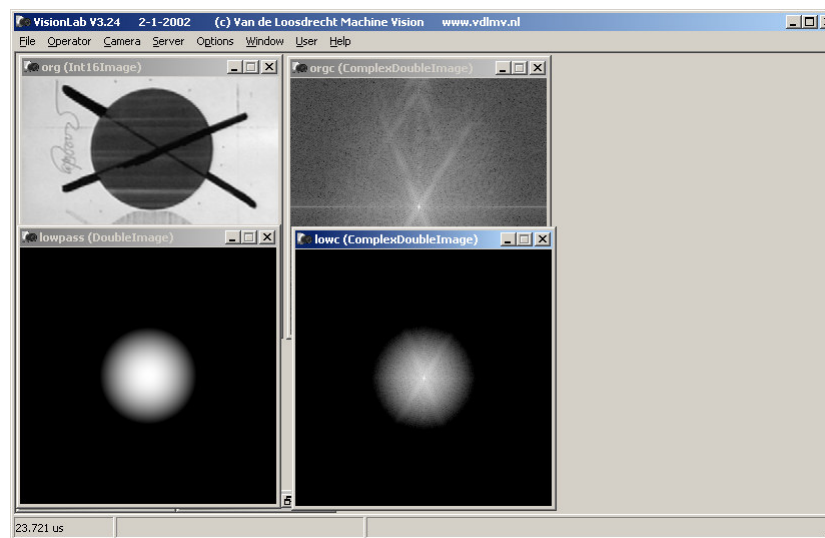 VisionLab V3.24 2-1-2002 (c) Van de Loosdrecht Machine Vision www.vdlmv.nl
File Operator Camera Server Options Window User Help
org (Int16Image)
orgc (ComplexDoubleImage)
lowpass (DoubleImage)
lowc (ComplexDoubleImage)
23.721 us